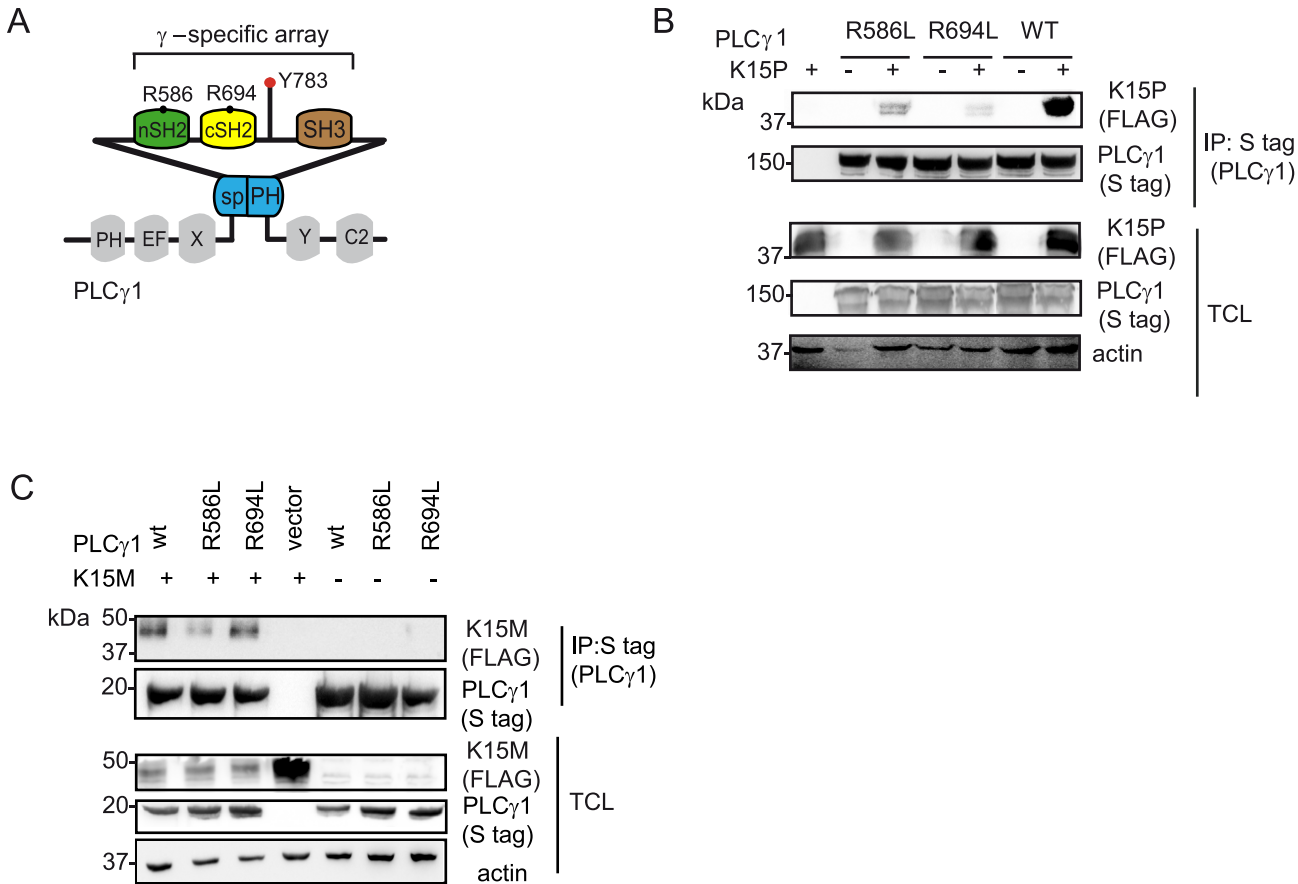 A
γ –specific array
Y783
R586 R694
nSH2 cSH2 SH3
sp PH
PH EF X Y C2
PLCγ1
B
PLCγ1 R586L R694L WT
K15P + - + - + - +
kDa
37
K15P
(FLAG)
150
PLCγ1
(S tag)
IP: S tag
(PLCγ1)
37
K15P
(FLAG)
150
PLCγ1
(S tag)
37
actin
TCL
C
PLCγ1 wt R586L R694L vector wt R586L R694L
K15M + + + + - - -
kDa 50
37
K15M
(FLAG)
20
PLCγ1
(S tag)
IP:S tag
(PLCγ1)
50
K15M
(FLAG)
20
PLCγ1
(S tag)
37
actin
TCL